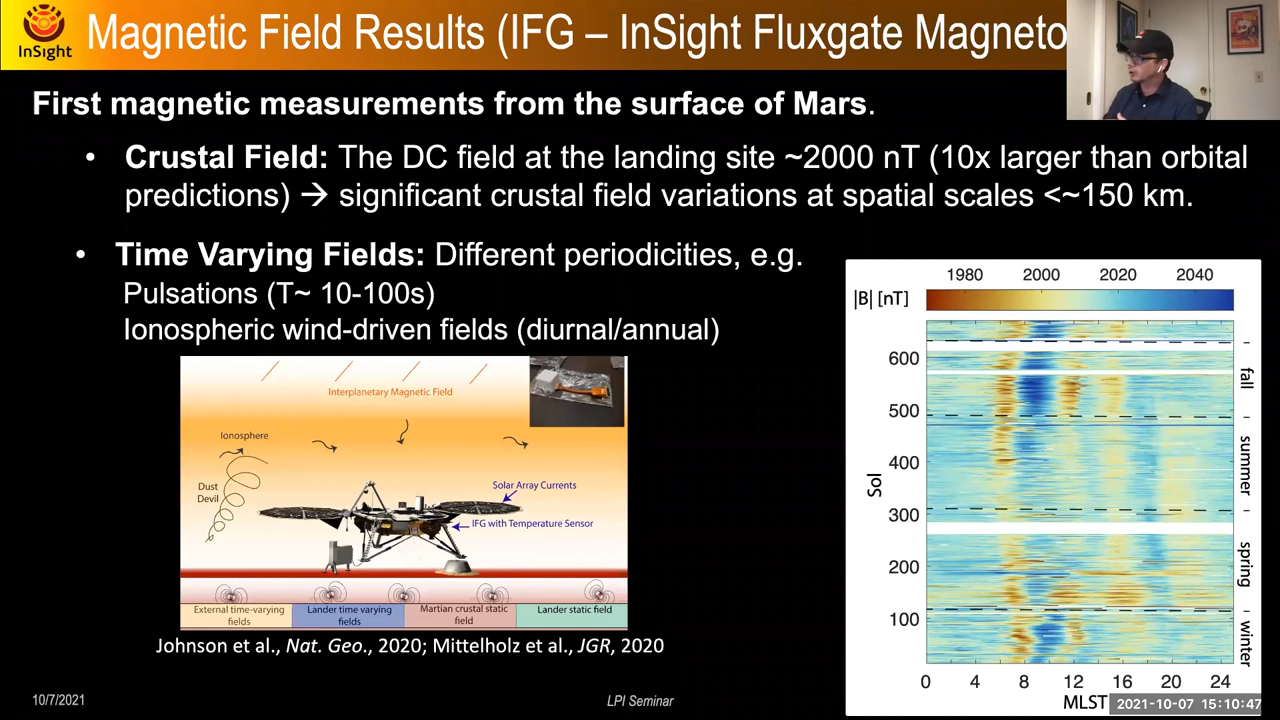 InSight
Magnetic Field Results (IFG – InSight Fluxgate Magneto
First magnetic measurements from the surface of Mars.
• Crustal Field: The DC field at the landing site ~2000 nT (10x larger than orbital
predictions) → significant crustal field variations at spatial scales <~150 km.
• Time Varying Fields: Different periodicities, e.g.
Pulsations (T~ 10-100s)
Ionospheric wind-driven fields (diurnal/annual)
Interplanetary Magnetic Field
Ionosphere
Dust
Devil
Solar Array Currents
IFG with Temperature Sensor
External time-varying
fields
Lander time varying
fields
Martian crustal static
field
Lander static field
Johnson et al., Nat. Geo., 2020; Mittelholz et al., JGR, 2020
1980 2000 2020 2040
|B| [nT]
600
500
400
300
200
100
Sol
fall
summer
spring
winter
0 4 8 12 16 20 24
MLST
2021-10-07 15:10:47
10/7/2021
LPI Seminar